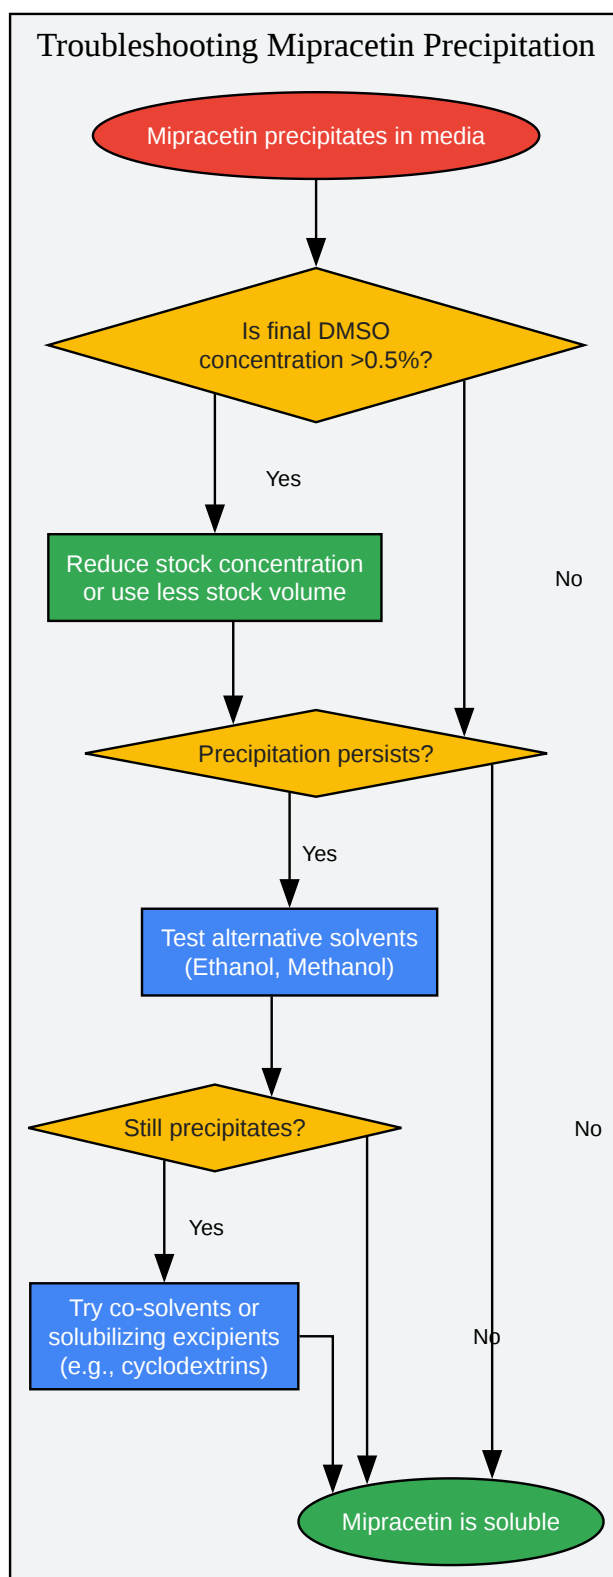 Troubleshooting Mipracetin Precipitation
Mipracetin precipitates in media
Is final DMSO
concentration >0.5%?
Yes
Reduce stock concentration
or use less stock volume
No
Precipitation persists?
Yes
Test alternative solvents
(Ethanol, Methanol)
Still precipitates?
No
Yes
Try co-solvents or
solubilizing excipients
(e.g., cyclodextrins)
No
Mipracetin is soluble